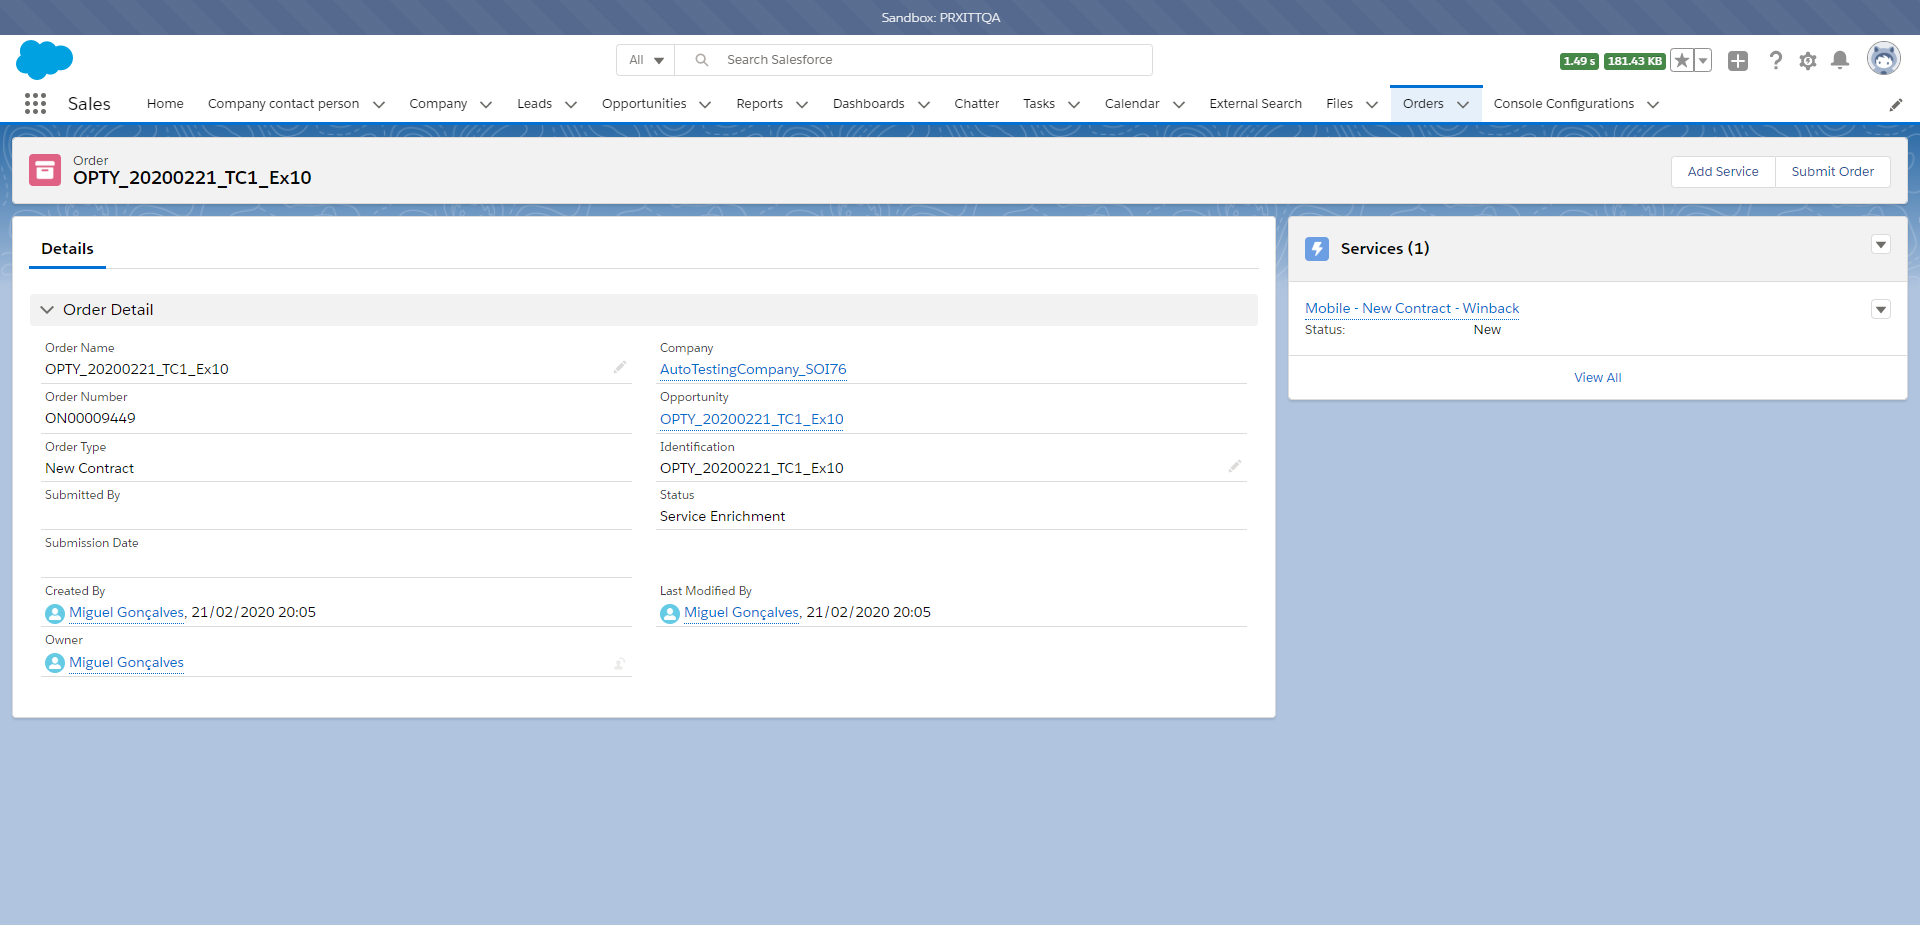 Sandbox: PRXITTQA
All
Search Salesforce
1.49 s
181.43 KB
Sales
Home
Company contact person
Company
Leads
Opportunities
Reports
Dashboards
Chatter
Tasks
Calendar
External Search
Files
Orders
Console Configurations
Order
OPTY_20200221_TC1_Ex10
Add Service
Submit Order
Details
Order Detail
Order Name
OPTY_20200221_TC1_Ex10
Company
AutoTestingCompany_SOI76
Order Number
ON00009449
Opportunity
OPTY_20200221_TC1_Ex10
Order Type
New Contract
Identification
OPTY_20200221_TC1_Ex10
Submitted By
Status
Service Enrichment
Submission Date
Created By
Miguel Gonçalves, 21/02/2020 20:05
Last Modified By
Miguel Gonçalves, 21/02/2020 20:05
Owner
Miguel Gonçalves
Services (1)
Mobile - New Contract - Winback
Status: New
View All